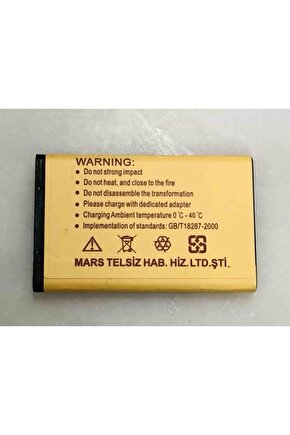 WARNING:
● Do not strong impact
● Do not heat, and close to the fire
● Do not disassemble the transformation
● Please charge with dedicated adapter
● Charging Ambient temperature 0℃ - 40℃
● Implementation of standards: GB/T18287-2000
MARS TELSİZ HAB. HİZ.LTD.ŞTİ.